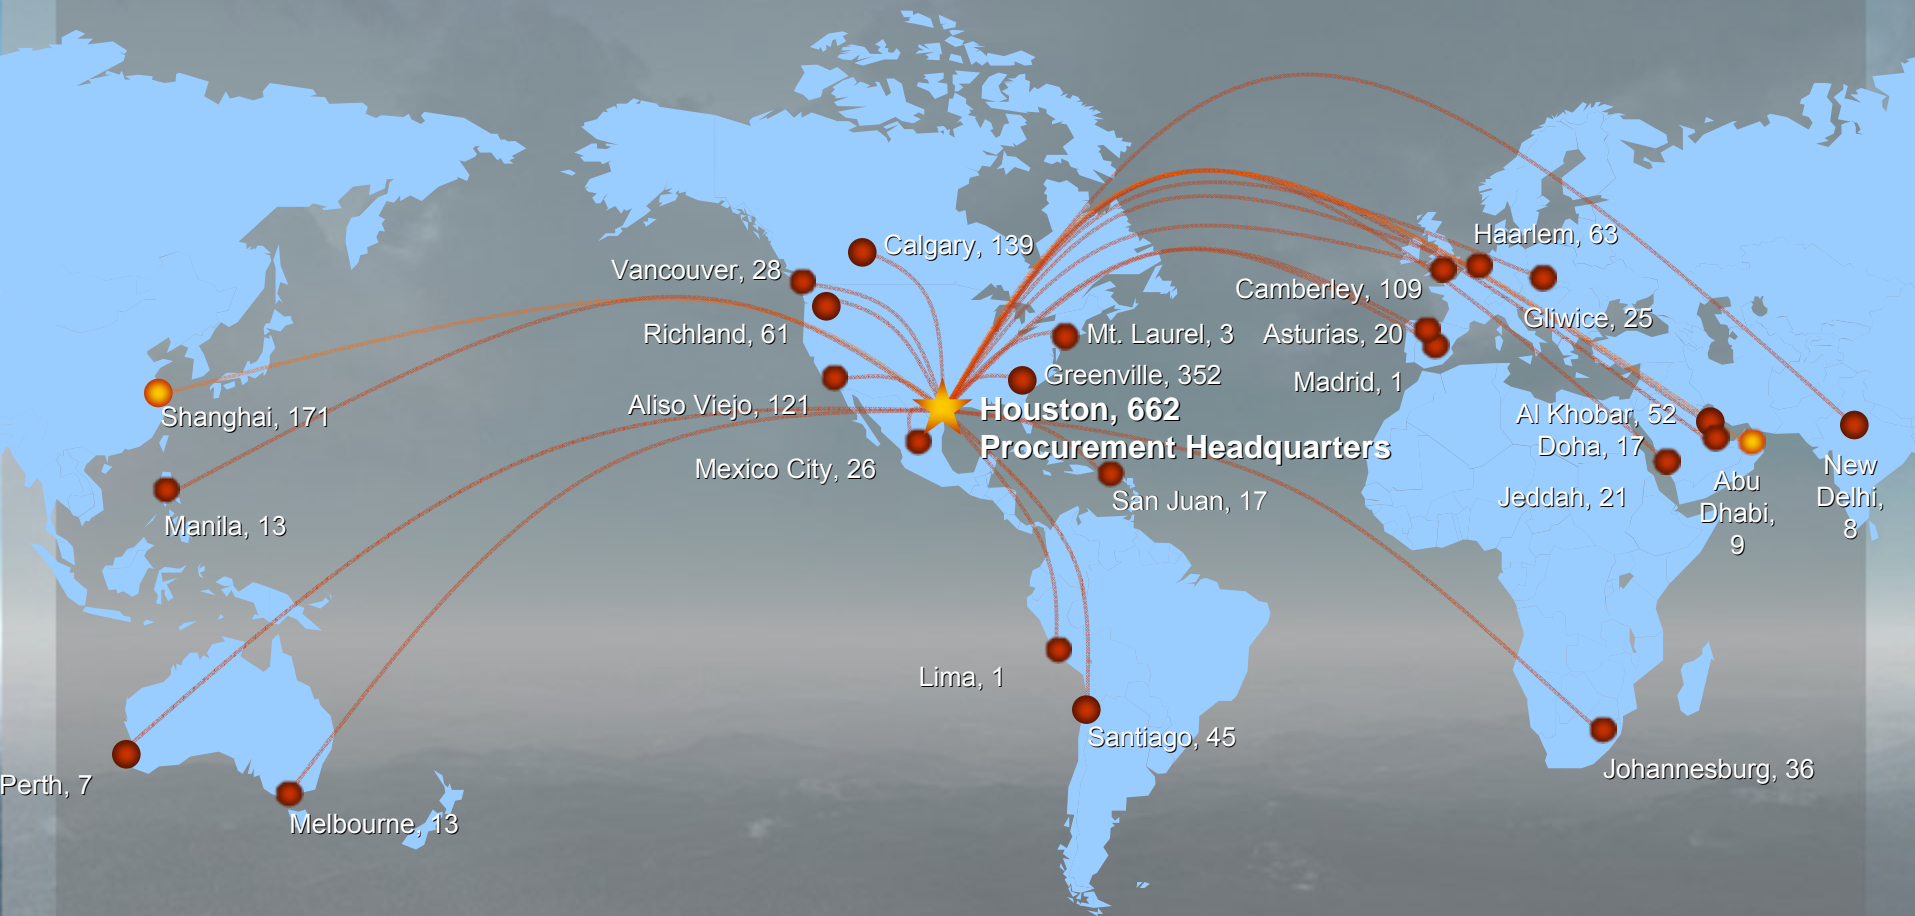 Haarlem, 63
Calgary, 139
Vancouver, 28
Camberley, 109
Gliwice, 25
Richland, 61
Mt. Laurel, 3
Asturias, 20
Greenville, 352
Madrid, 1
Aliso Viejo, 121
Shanghai, 171
Houston, 662
Procurement Headquarters
Al Khobar, 52
Doha, 17
Mexico City, 26
New
Delhi,
8
Abu
Dhabi,
9
Jeddah, 21
San Juan, 17
Manila, 13
Lima, 1
Santiago, 45
Johannesburg, 36
Perth, 7
Melbourne, 13